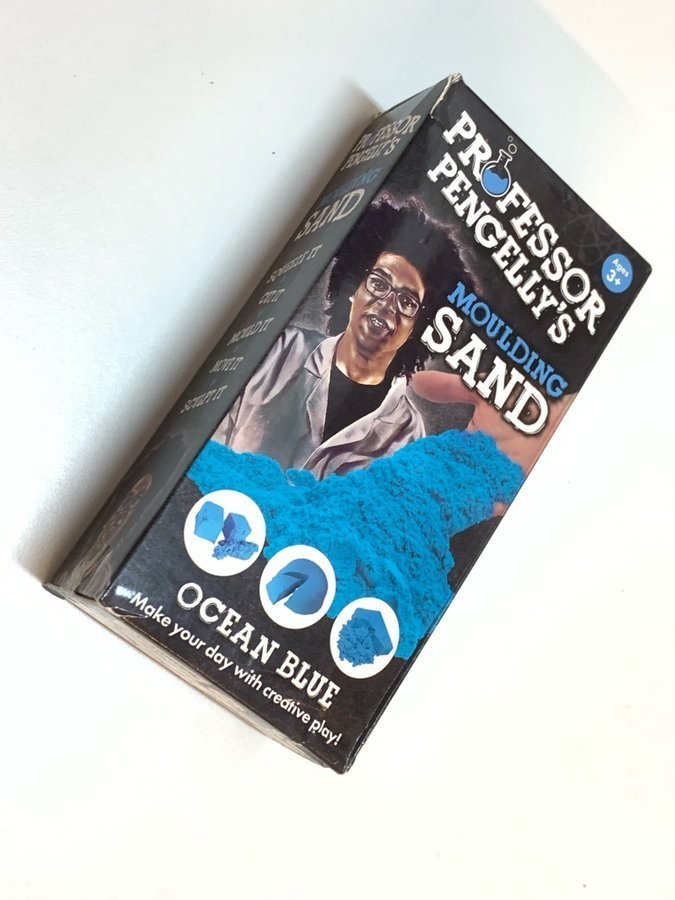 PROFESSOR
PENGELLY'S
MOULDING
SAND
Ages
3+
OCEAN BLUE
Make your day with creative play!
PROFESSOR
PENGELLY'S
MOULDING
SAND
SQUEEZE IT
CUT IT
MOULD IT
MOVE IT
SCULPT IT